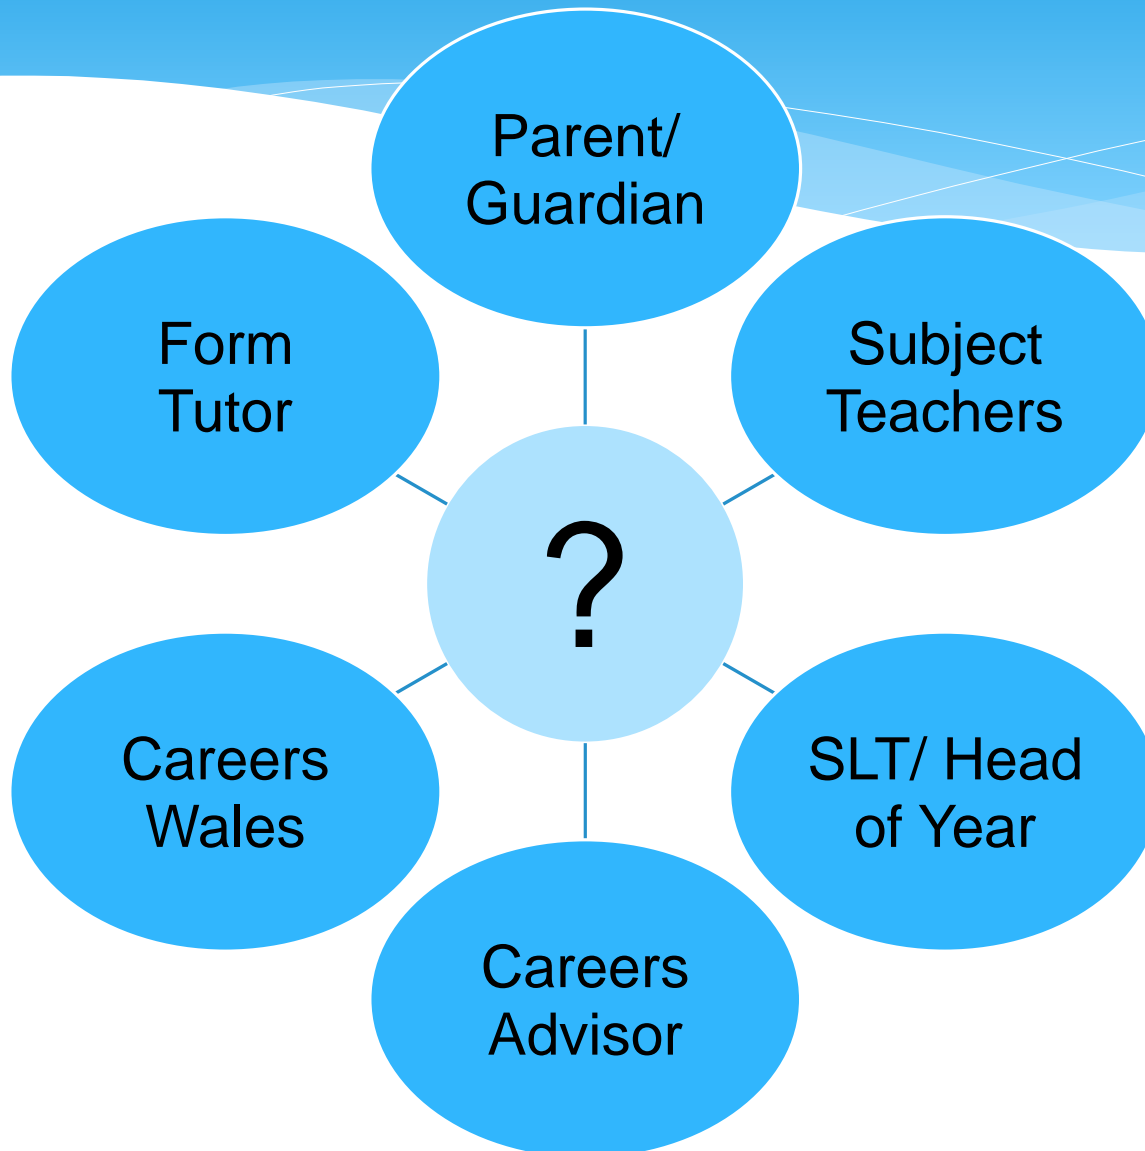 Parent/
Guardian
Form
Tutor
Subject
Teachers
?
Careers
Wales
SLT/ Head
of Year
Careers
Advisor